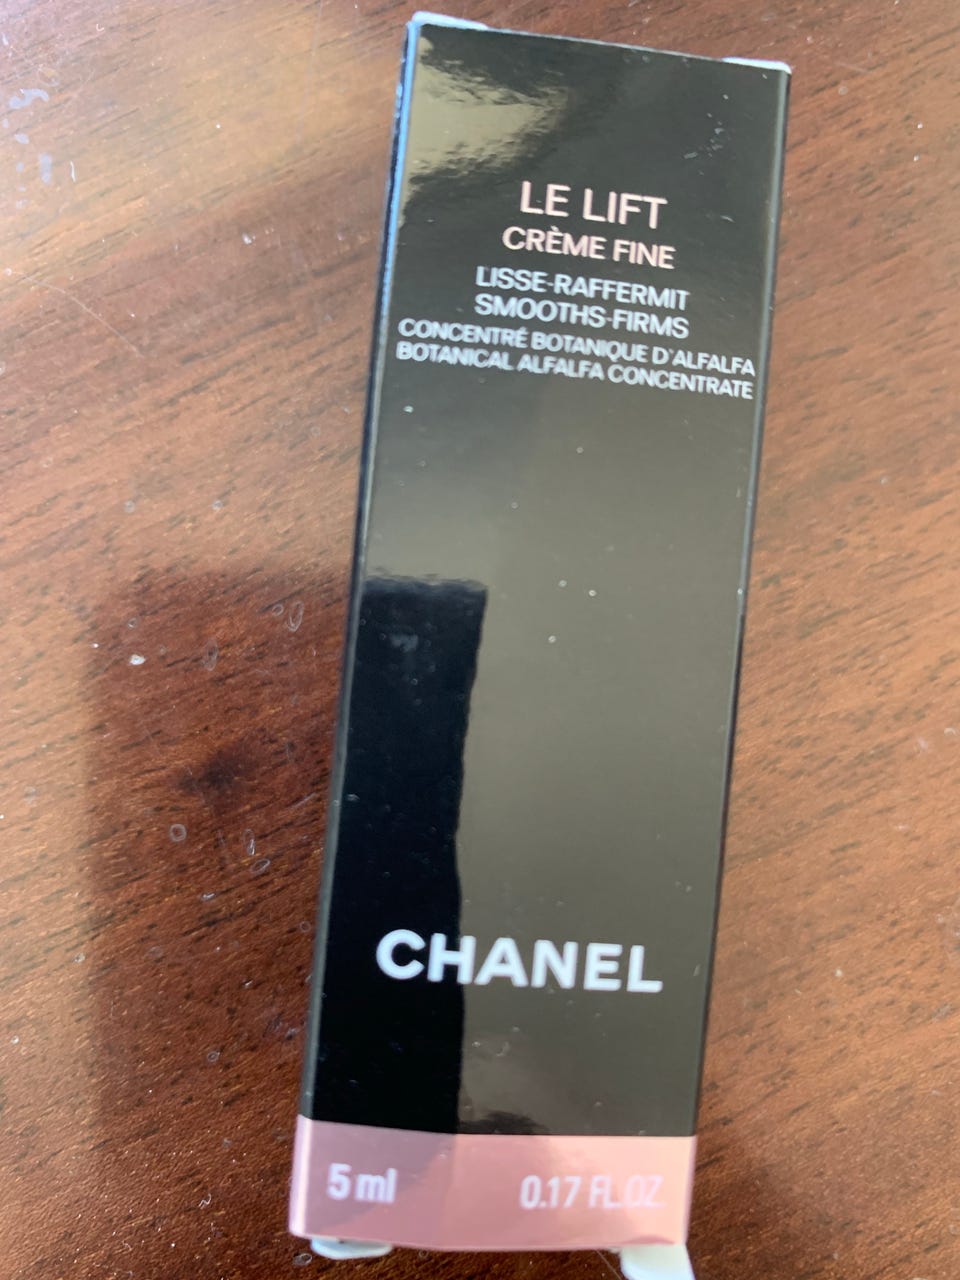 LE LIFT
CRÈME FINE
LISSE-RAFFERMIT
SMOOTHS-FIRMS
CONCENTRÉ BOTANIQUE D'ALFALFA
BOTANICAL ALFALFA CONCENTRATE
CHANEL
5 ml 0.17 FL.OZ.